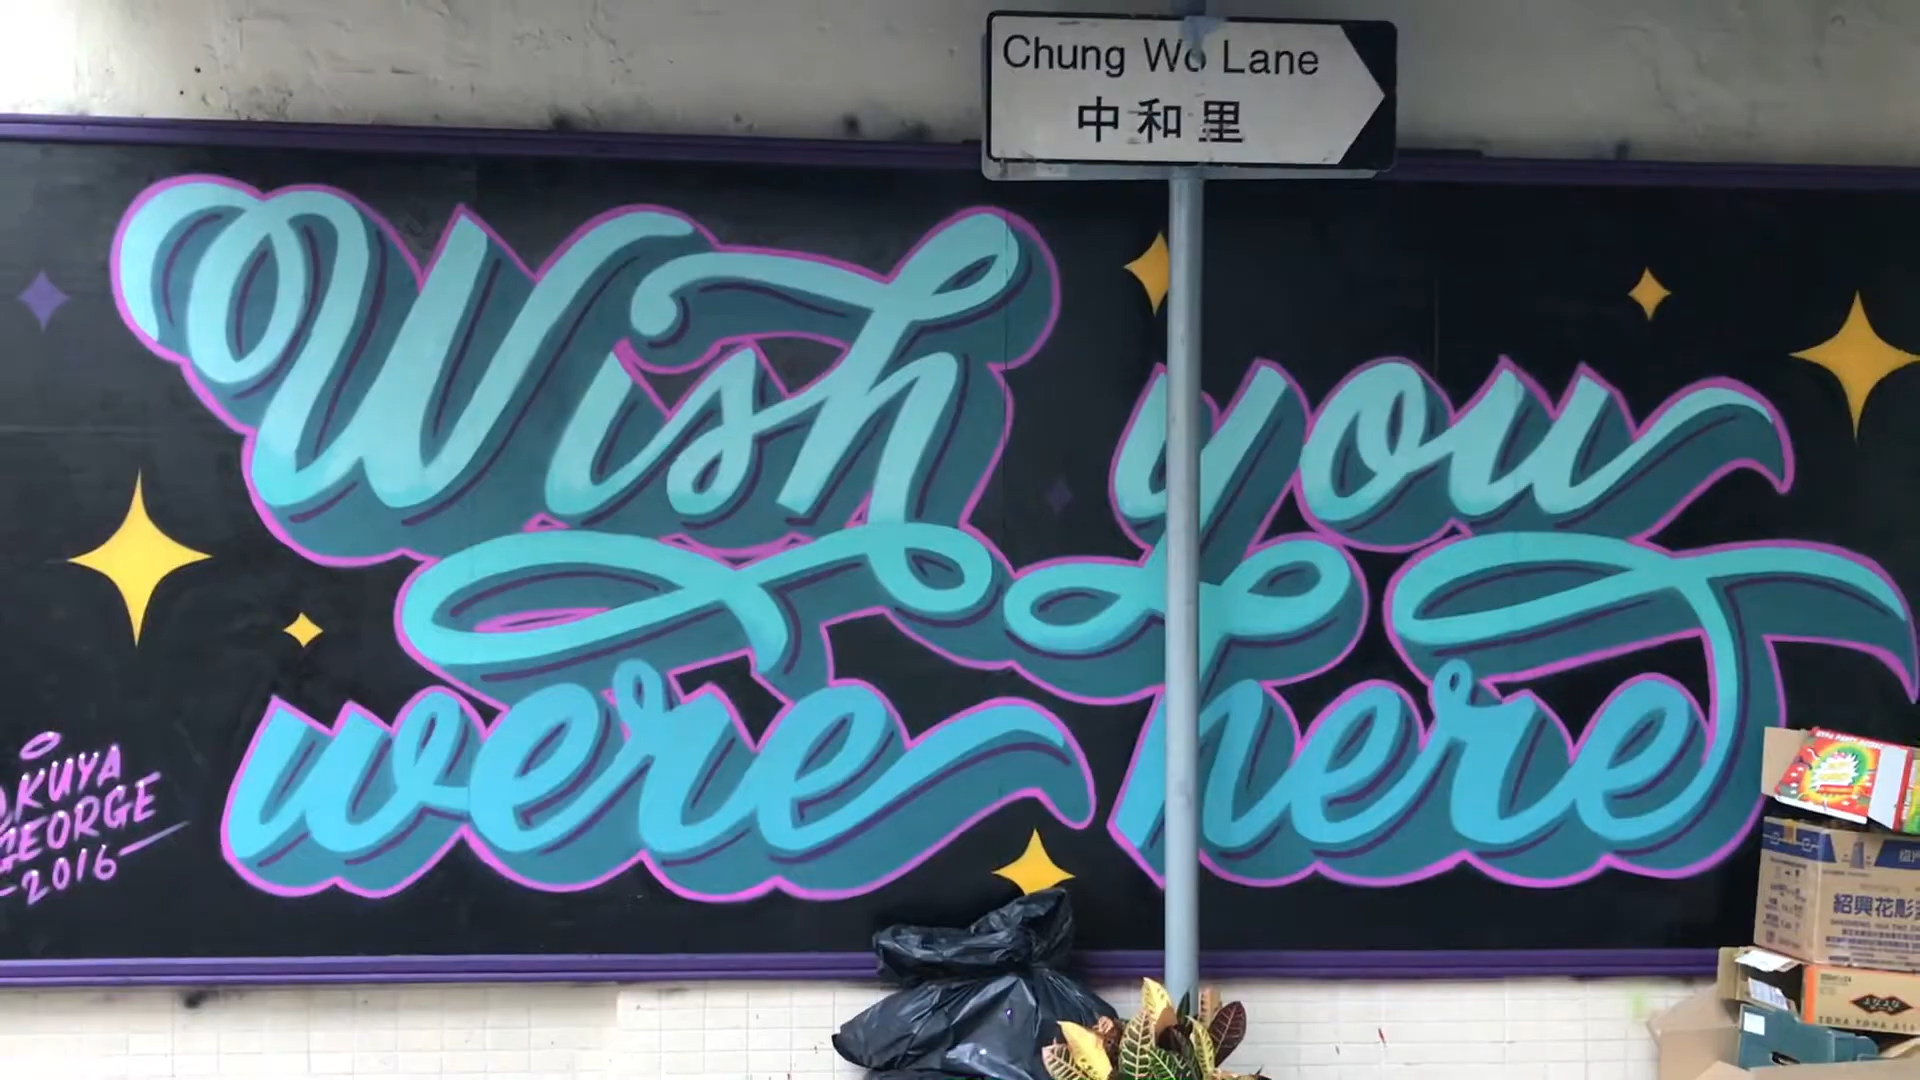 Chung Wo Lane
中和里
Wish you
were here
KUYA
GEORGE
2016
紹興花彫